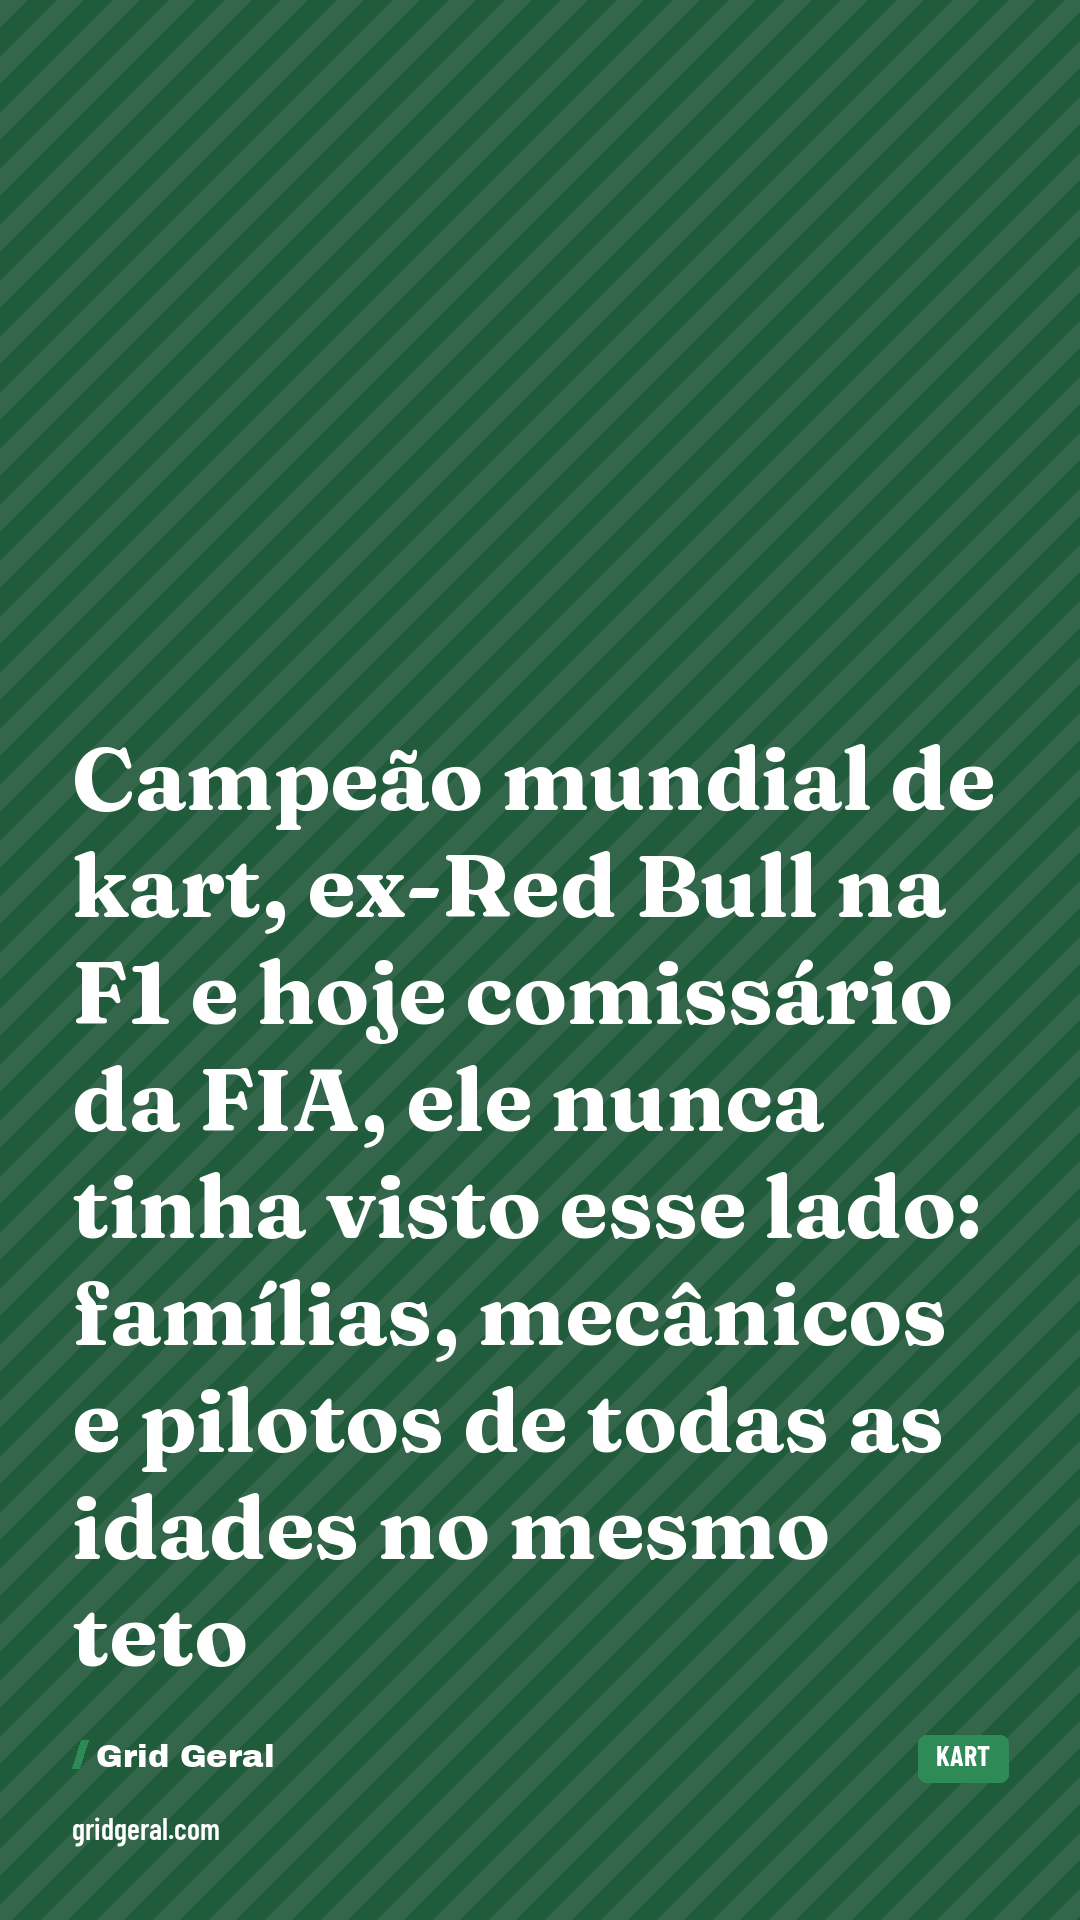 Campeão mundial de
kart, ex-Red Bull na
F1 e hoje comissário
da FIA, ele nunca
tinha visto esse lado:
famílias, mecânicos
e pilotos de todas as
idades no mesmo
teto
/ Grid Geral
KART
gridgeral.com